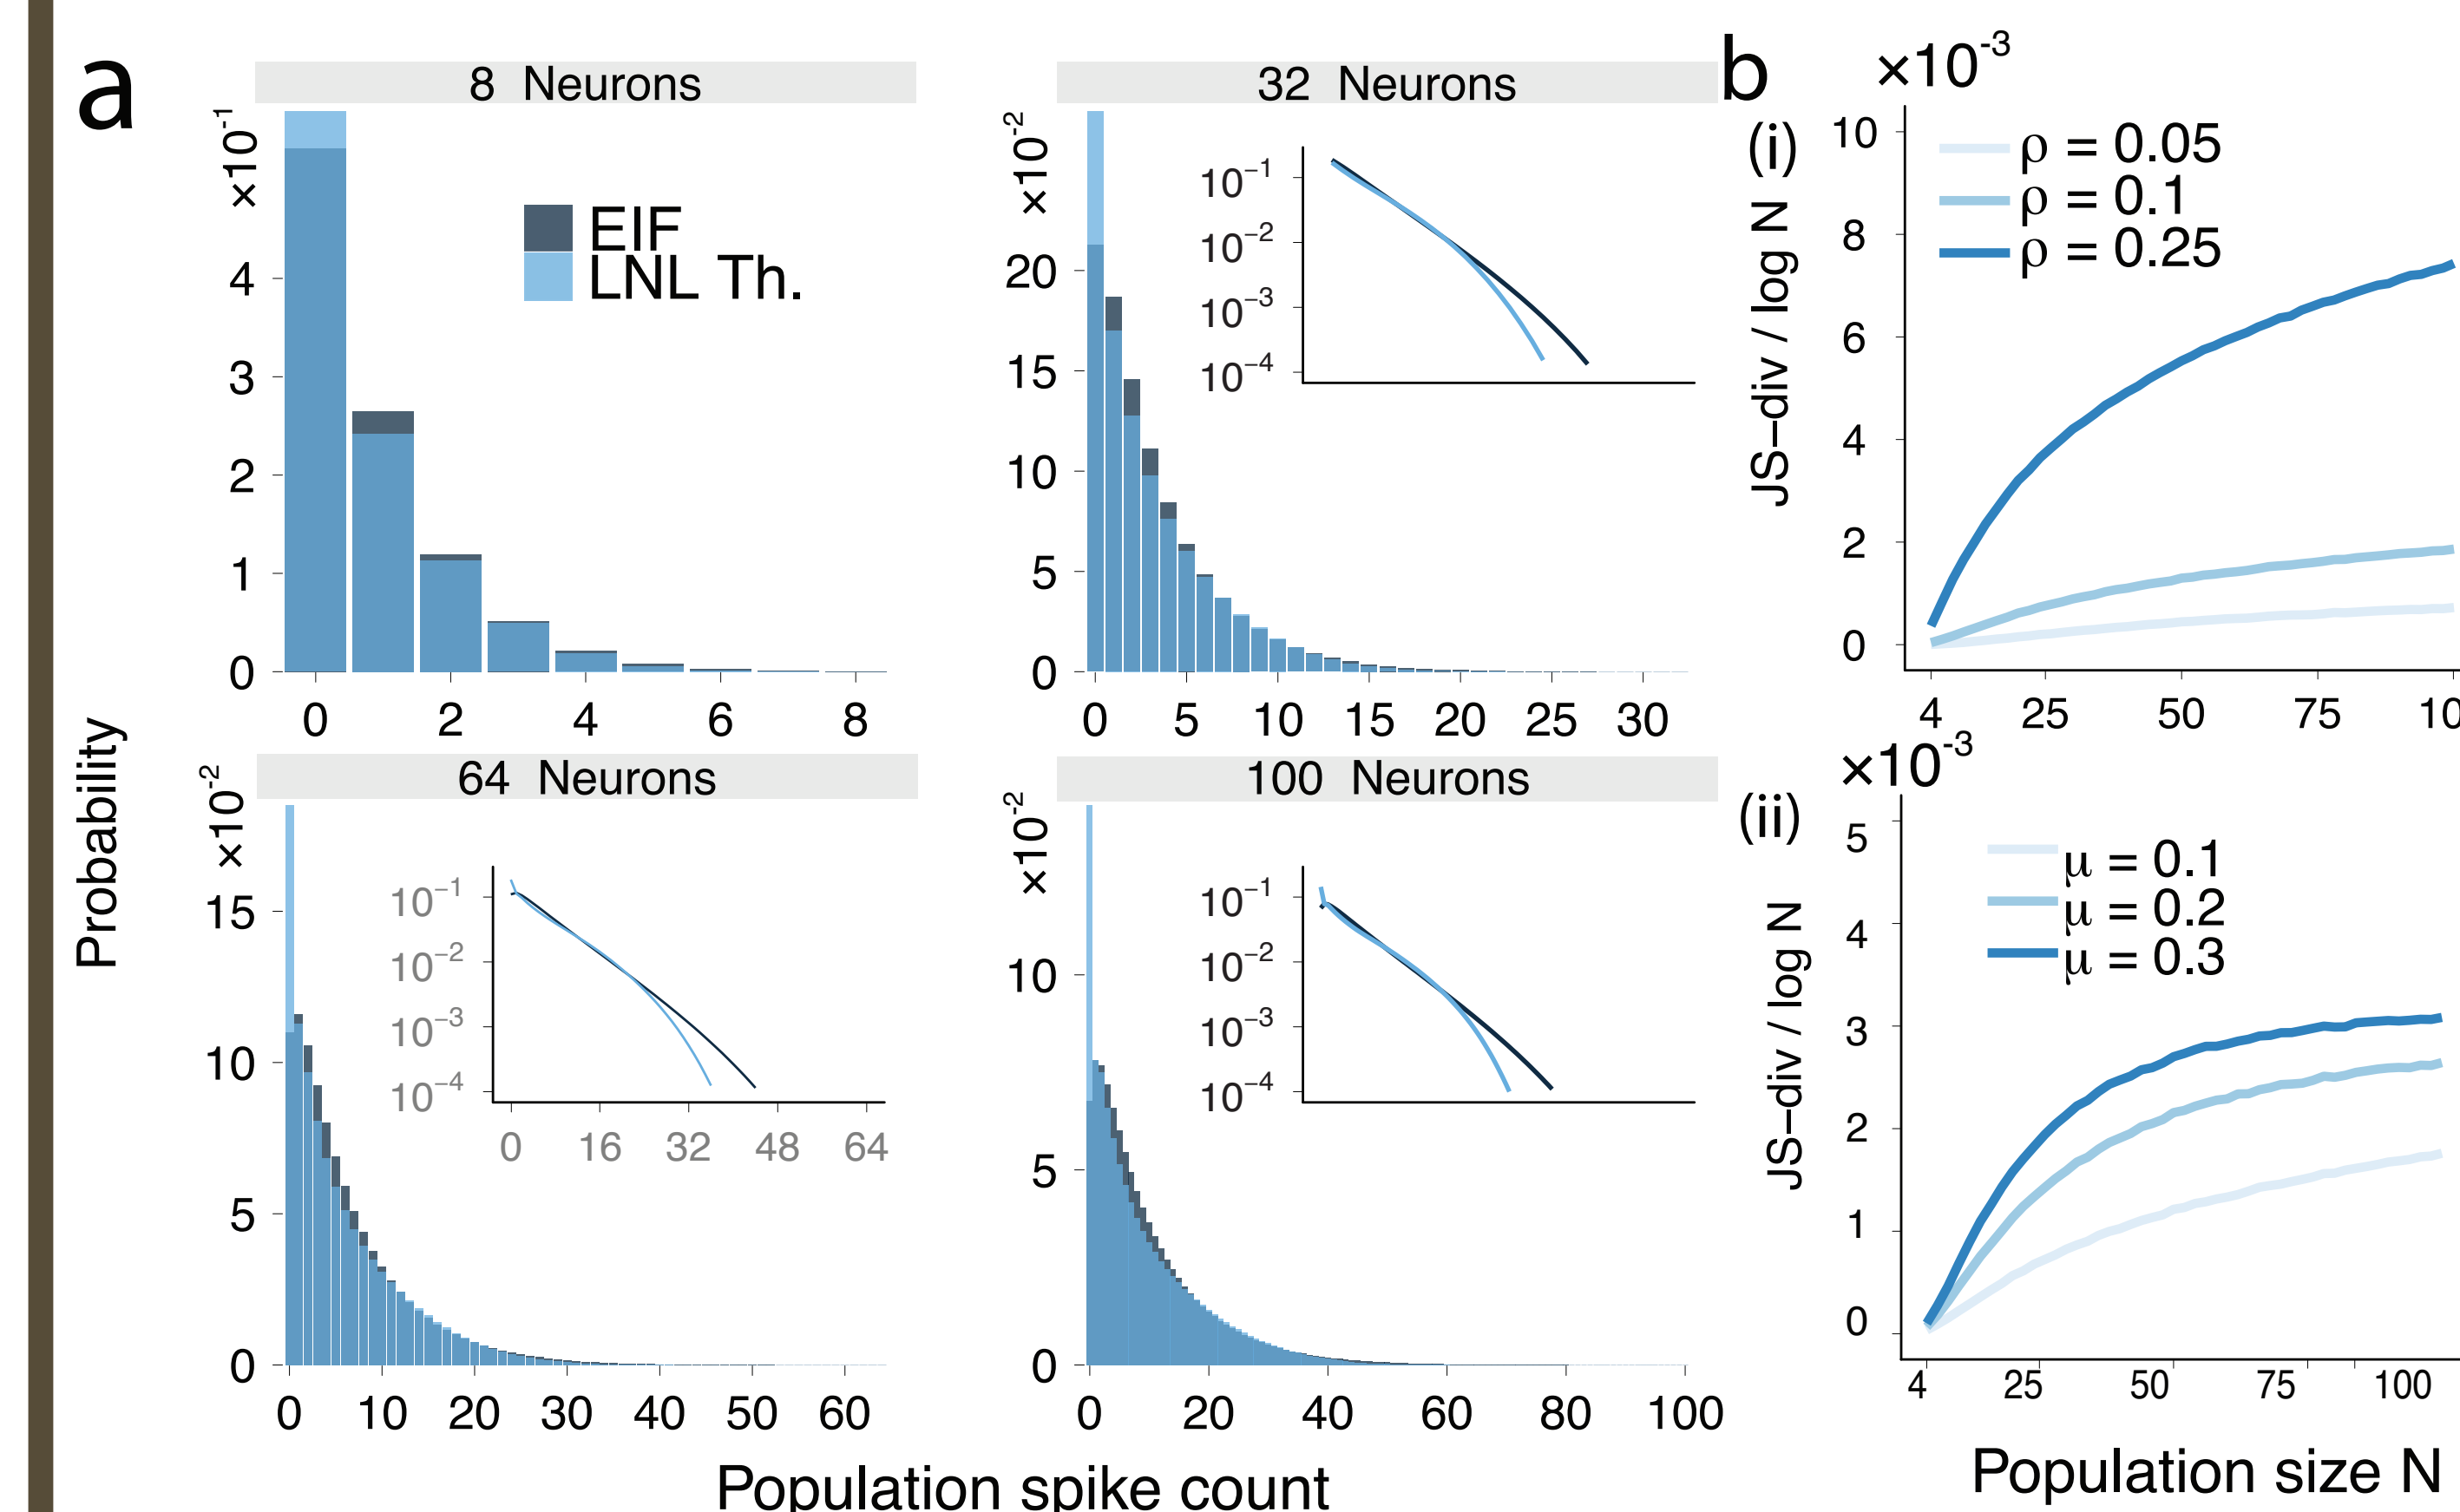 a
8 Neurons
×10-1
4
3
2
1
0
0 2 4 6 8
EIF
LNL Th.
32 Neurons
×10-2
20
15
10
5
0
0 5 10 15 20 25 30
10−1
10−2
10−3
10−4
Probability
64 Neurons
×10-2
15
10
5
0
0 10 20 30 40 50 60
10−1
10−2
10−3
10−4
0 16 32 48 64
100 Neurons
×10-2
10
5
0
0 20 40 60 80 100
10−1
10−2
10−3
10−4
Population spike count
b
×10-3
(i)
JS−div / log N
10
8
6
4
2
0
ρ = 0.05
ρ = 0.1
ρ = 0.25
4 25 50 75 10
×10-3
(ii)
JS−div / log N
5
4
3
2
1
0
μ = 0.1
μ = 0.2
μ = 0.3
4 25 50 75 100
Population size N